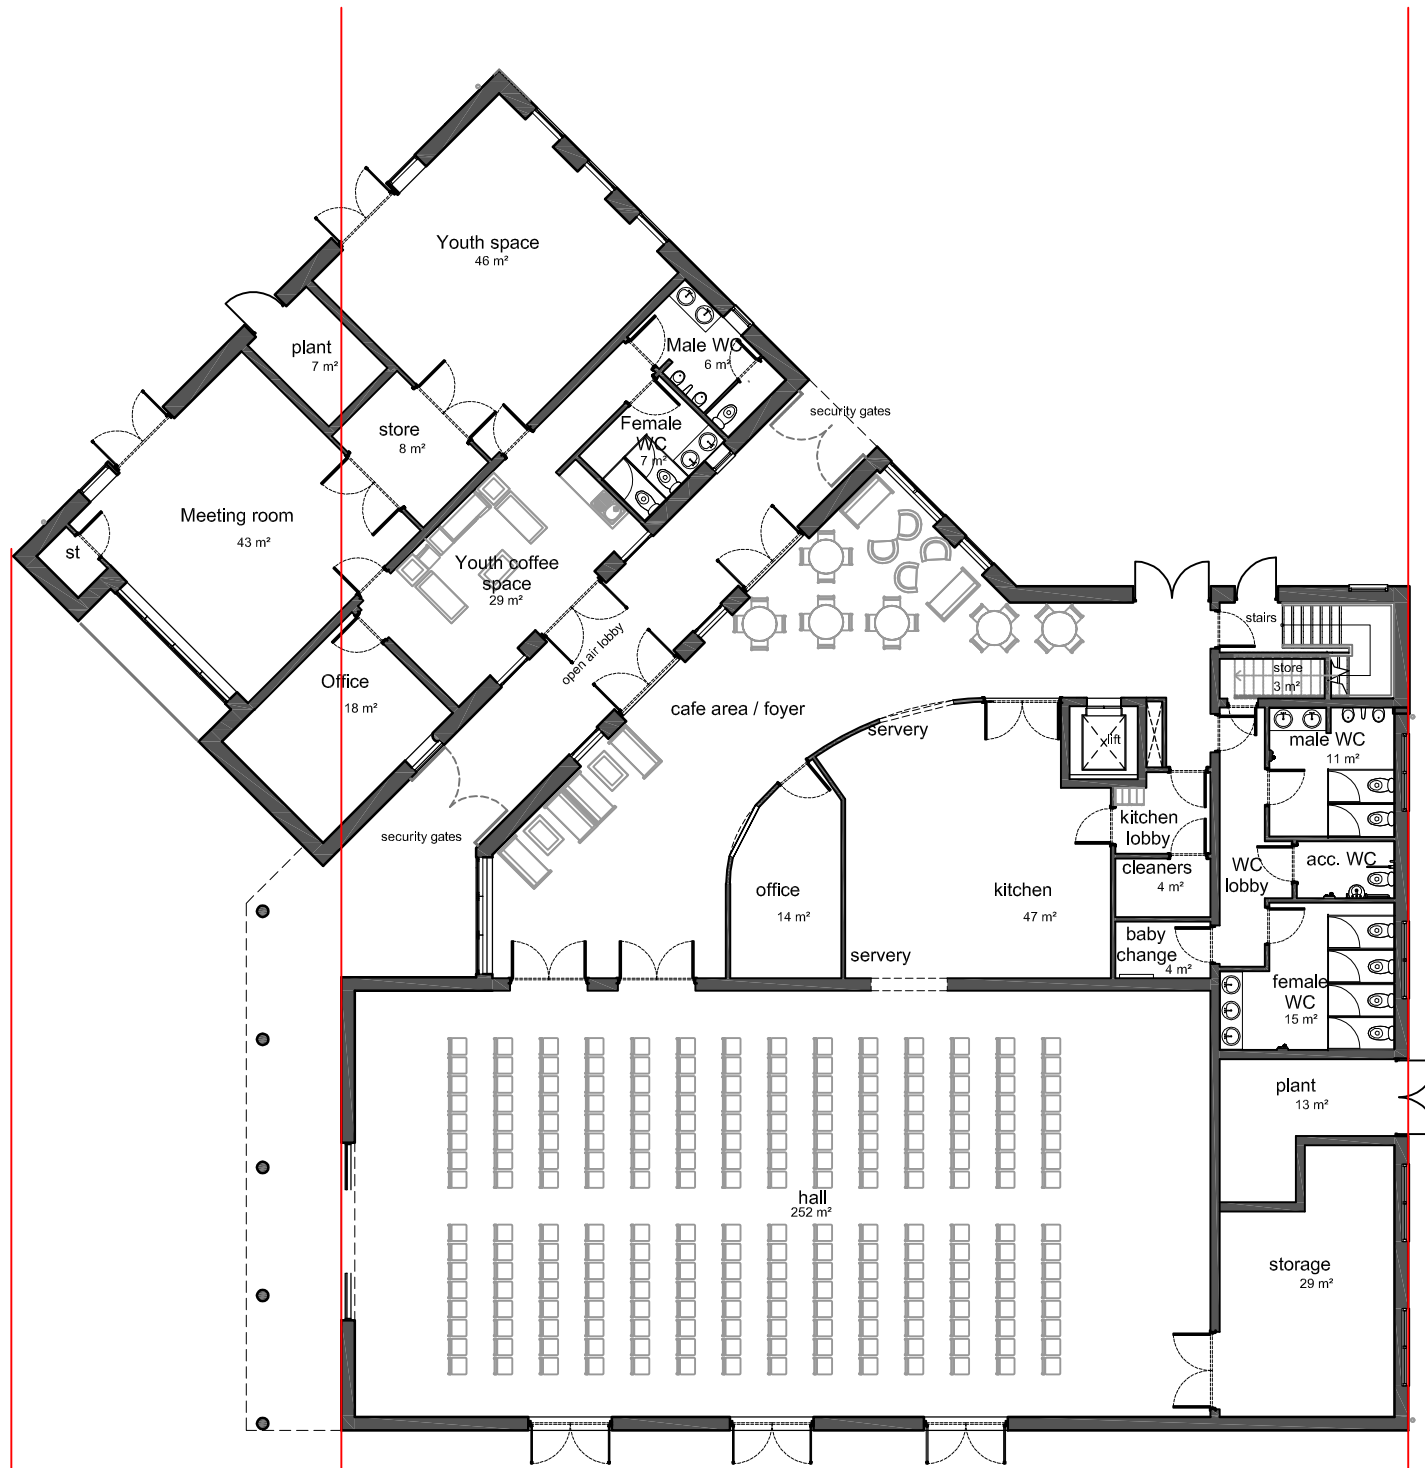 Youth space
46 m²
plant
7 m²
Male WC
6 m²
security gates
store
8 m²
Female
WC
7 m²
Meeting room
43 m²
st
Youth coffee
space
29 m²
open air lobby
stairs
store
3 m²
Office
18 m²
cafe area / foyer
servery
lift
male WC
11 m²
security gates
kitchen
lobby
acc. WC
WC
lobby
cleaners
4 m²
office
14 m²
kitchen
47 m²
baby
change
4 m²
servery
female
WC
15 m²
plant
13 m²
hall
252 m²
storage
29 m²